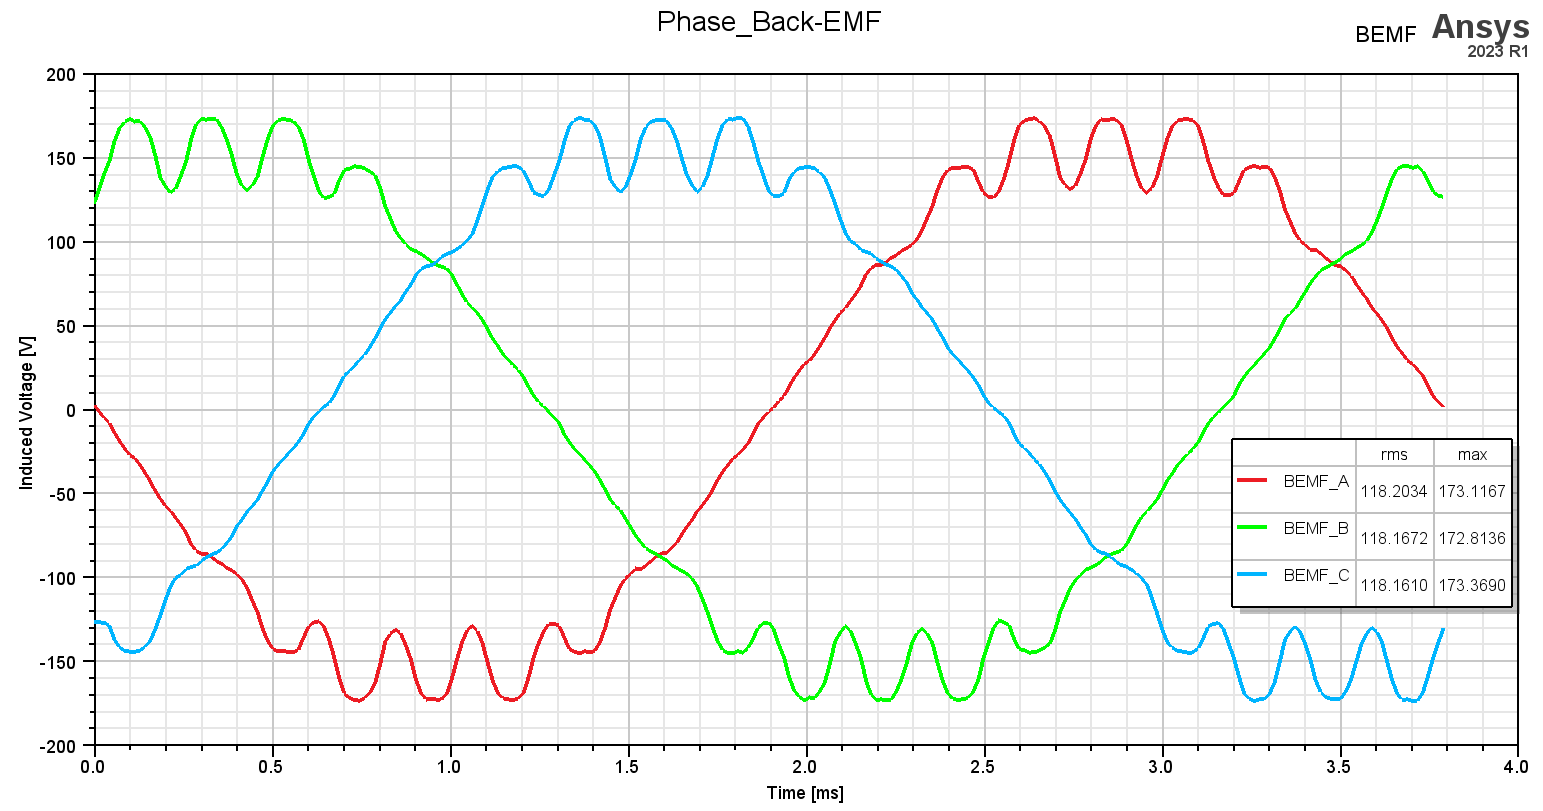 Phase_Back-EMF
BEMF Ansys
2023 R1
200
150
100
50
0
-50
-100
-150
-200
Induced Voltage [V]
0.0 0.5 1.0 1.5 2.0 2.5 3.0 3.5 4.0
Time [ms]
rms max
BEMF_A 118.2034 173.1167
BEMF_B 118.1672 172.8136
BEMF_C 118.1610 173.3690